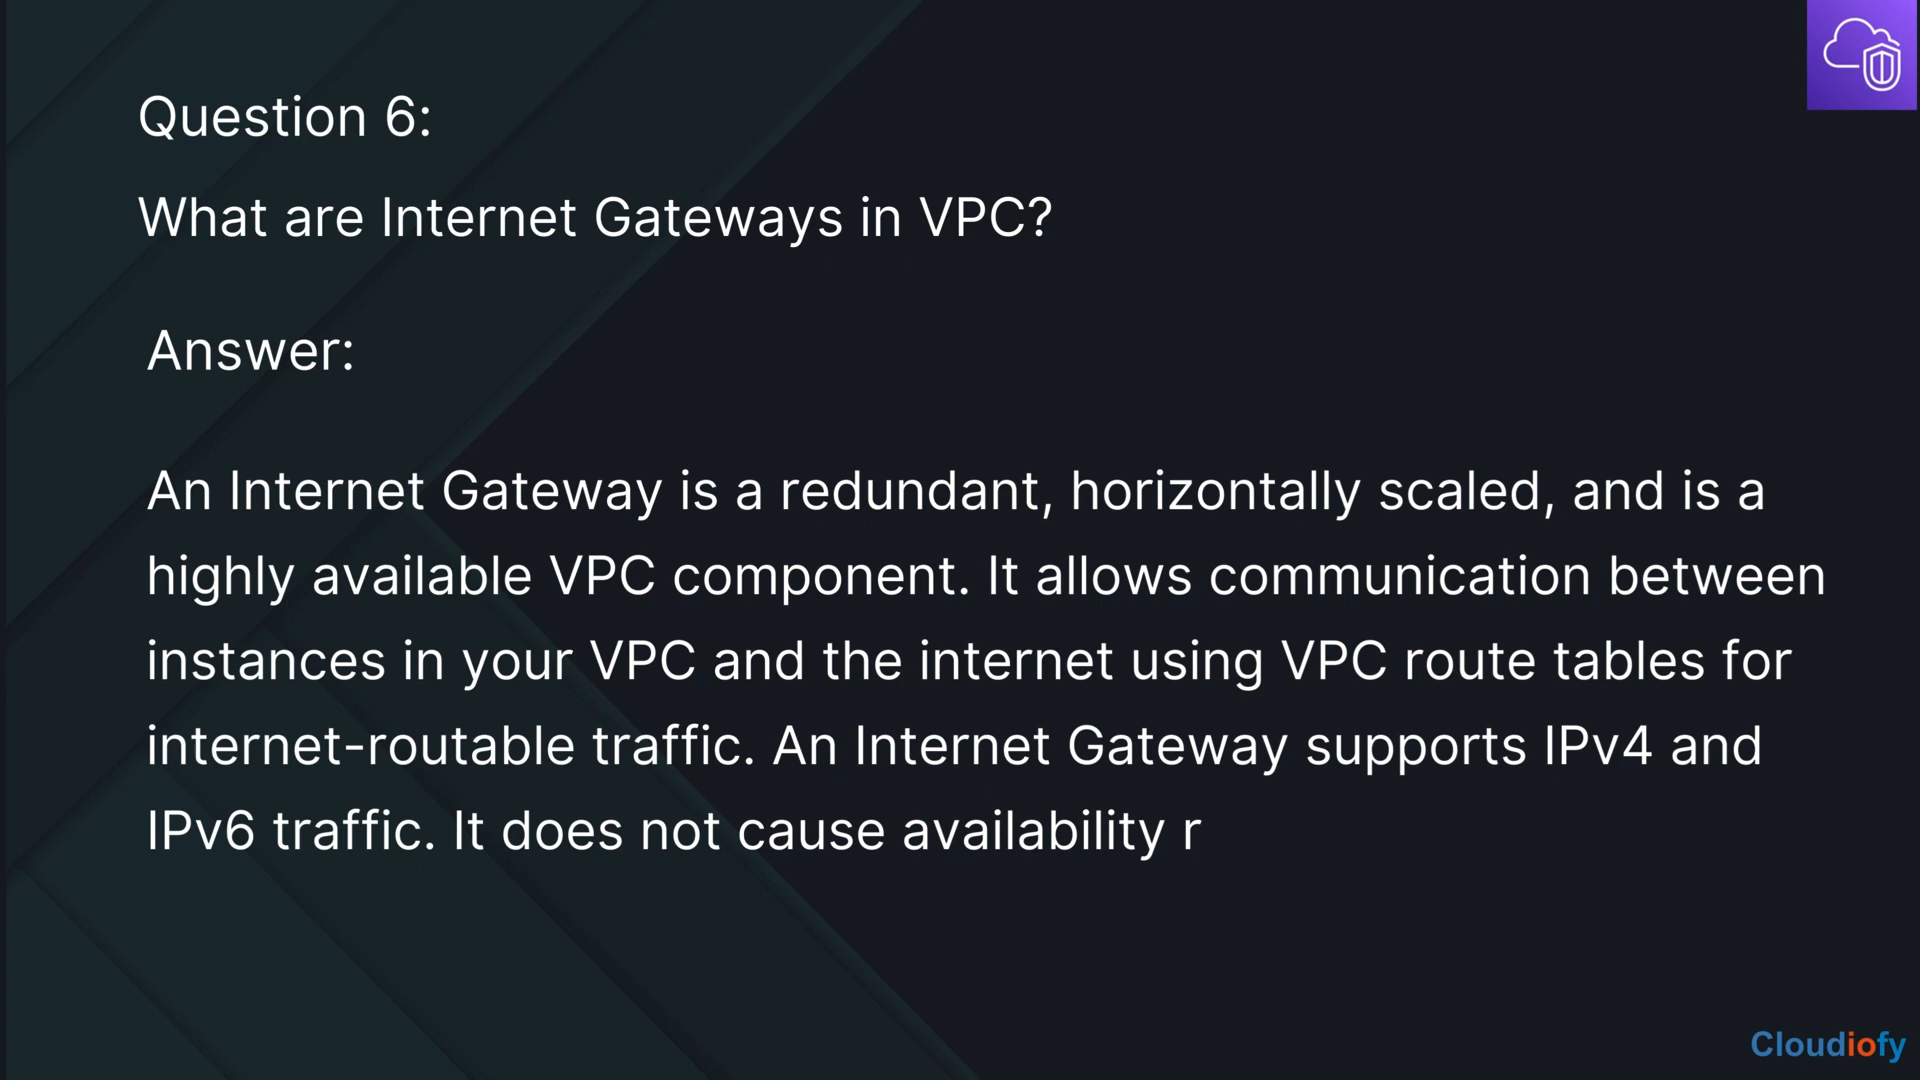 Question 6:
What are Internet Gateways in VPC?
Answer:
An Internet Gateway is a redundant, horizontally scaled, and is a
highly available VPC component. It allows communication between
instances in your VPC and the internet using VPC route tables for
internet-routable traffic. An Internet Gateway supports IPv4 and
IPv6 traffic. It does not cause availability r
Cloudiofy